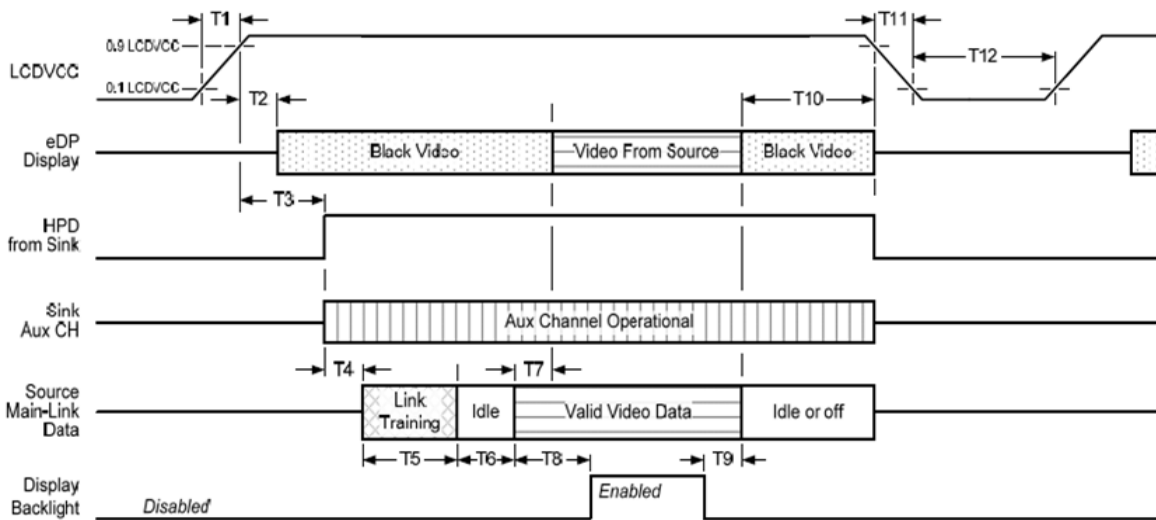 T1
T11
0.9 LCDVCC
LCDVCC
0.1 LCDVCC
T12
T2
T10
eDP
Display
Black Video
Video From Source
Black Video
T3
HPD
from Sink
Sink
Aux CH
Aux Channel Operational
T4
T7
Source
Main-Link
Data
Link
Training
Idle
Valid Video Data
Idle or off
T5
T6
T8
T9
Display
Backlight
Disabled
Enabled